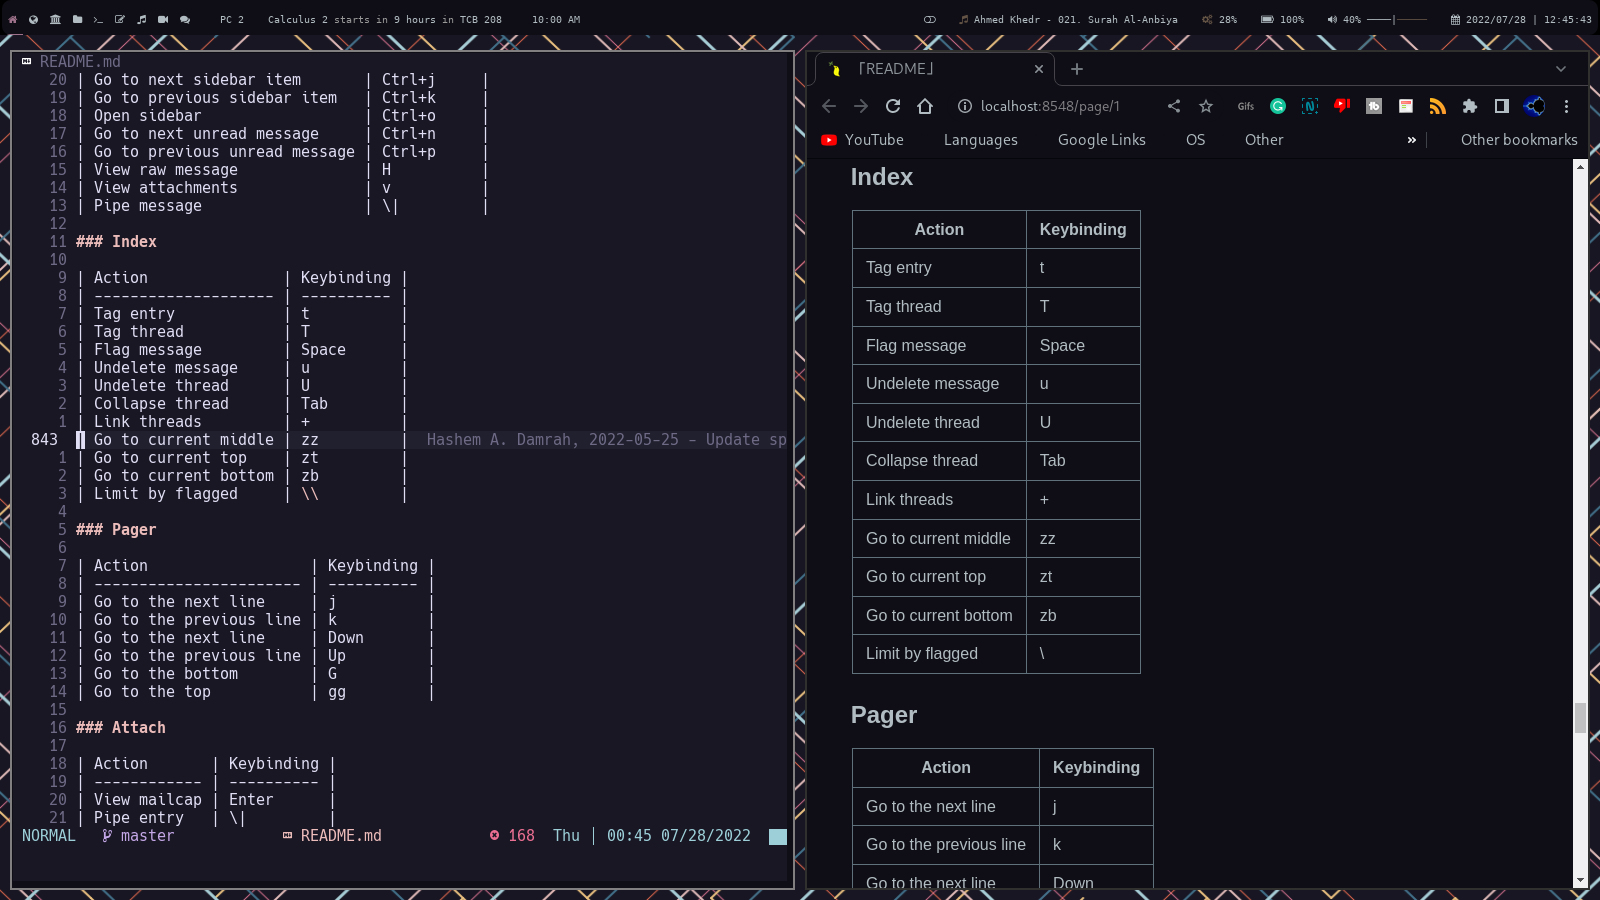 PC 2 Calculus 2 starts in 9 hours in TCB 208 10:00 AM Ahmed Khedr - 021. Surah Al-Anbiya 28% 100% 40% 2022/07/28 | 12:45:43
README.md
20 | Go to next sidebar item | Ctrl+j |
19 | Go to previous sidebar item | Ctrl+k |
18 | Open sidebar | Ctrl+o |
17 | Go to next unread message | Ctrl+n |
16 | Go to previous unread message | Ctrl+p |
15 | View raw message | H |
14 | View attachments | v |
13 | Pipe message | \| |
12
11 ### Index
10
9 | Action | Keybinding |
8 | -------------------- | ---------- |
7 | Tag entry | t |
6 | Tag thread | T |
5 | Flag message | Space |
4 | Undelete message | u |
3 | Undelete thread | U |
2 | Collapse thread | Tab |
1 | Link threads | + |
843 | Go to current middle | zz | Hashem A. Damrah, 2022-05-25 - Update sp
1 | Go to current top | zt |
2 | Go to current bottom | zb |
3 | Limit by flagged | \\ |
4
5 ### Pager
6
7 | Action | Keybinding |
8 | ----------------------- | ---------- |
9 | Go to the next line | j |
10 | Go to the previous line | k |
11 | Go to the next line | Down |
12 | Go to the previous line | Up |
13 | Go to the bottom | G |
14 | Go to the top | gg |
15
16 ### Attach
17
18 | Action | Keybinding |
19 | ------------ | ---------- |
20 | View mailcap | Enter |
21 | Pipe entry | \| |
NORMAL master README.md 168 Thu | 00:45 07/28/2022
「README」
localhost:8548/page/1 Gifs
YouTube Languages Google Links OS Other » Other bookmarks
Index
Action Keybinding
Tag entry t
Tag thread T
Flag message Space
Undelete message u
Undelete thread U
Collapse thread Tab
Link threads +
Go to current middle zz
Go to current top zt
Go to current bottom zb
Limit by flagged \
Pager
Action Keybinding
Go to the next line j
Go to the previous line k
Go to the next line Down